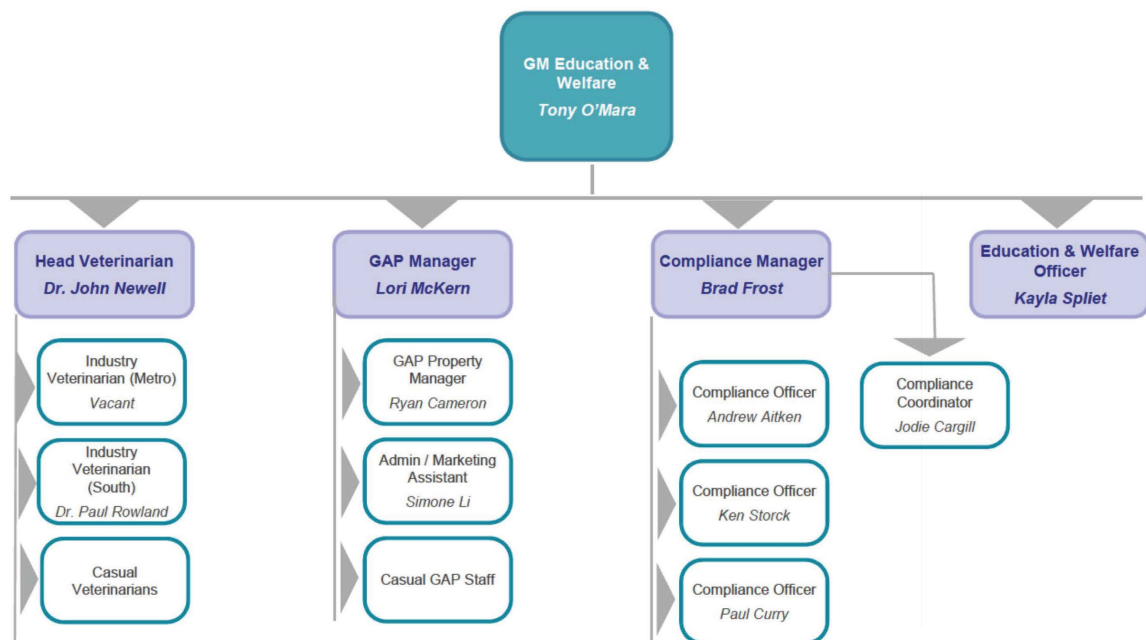 GM Education &
Welfare
Tony O'Mara
Head Veterinarian
Dr. John Newell
Industry
Veterinarian (Metro)
Vacant
Industry
Veterinarian
(South)
Dr. Paul Rowland
Casual
Veterinarians
GAP Manager
Lori McKern
GAP Property
Manager
Ryan Cameron
Admin / Marketing
Assistant
Simone Li
Casual GAP Staff
Compliance Manager
Brad Frost
Compliance Officer
Andrew Aitken
Compliance Officer
Ken Storck
Compliance Officer
Paul Curry
Compliance
Coordinator
Jodie Cargill
Education & Welfare
Officer
Kayla Spliet